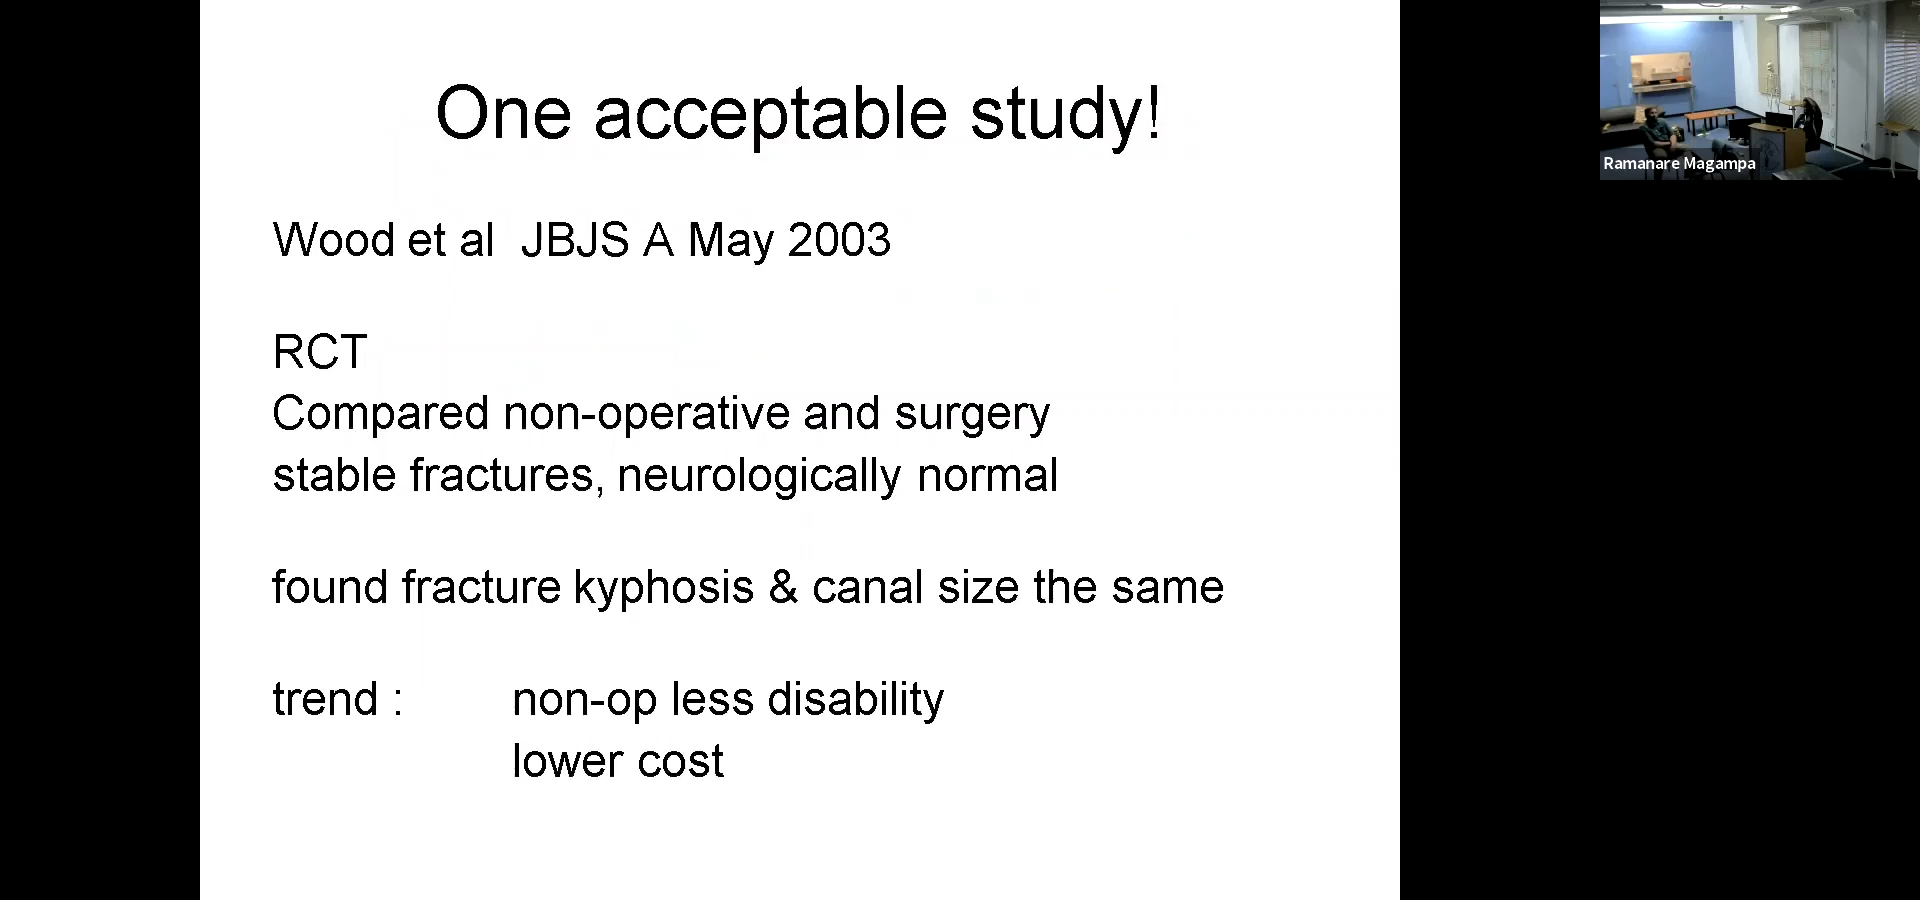 One acceptable study!
Wood et al JBJS A May 2003
RCT
Compared non-operative and surgery
stable fractures, neurologically normal
found fracture kyphosis & canal size the same
trend : non-op less disability
lower cost
Ramanare Magampa